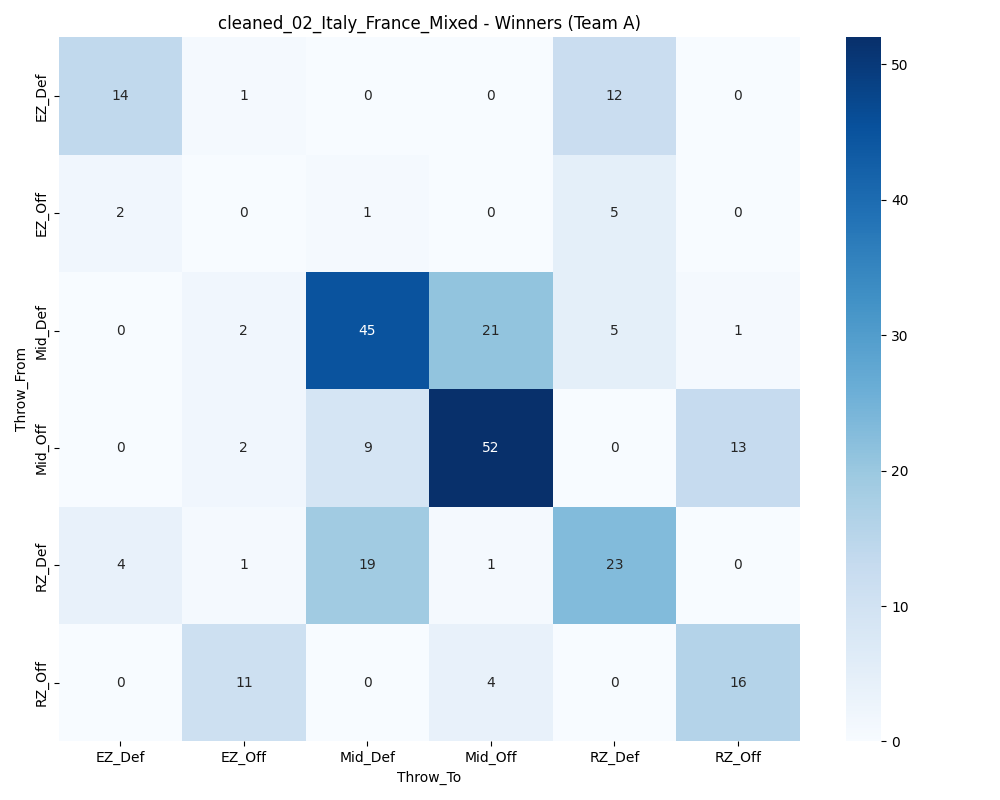 cleaned_02_Italy_France_Mixed - Winners (Team A)
Throw_From
EZ_Def 14 1 0 0 12 0
EZ_Off 2 0 1 0 5 0
Mid_Def 0 2 45 21 5 1
Mid_Off 0 2 9 52 0 13
RZ_Def 4 1 19 1 23 0
RZ_Off 0 11 0 4 0 16
EZ_Def EZ_Off Mid_Def Mid_Off RZ_Def RZ_Off
Throw_To
50
40
30
20
10
0